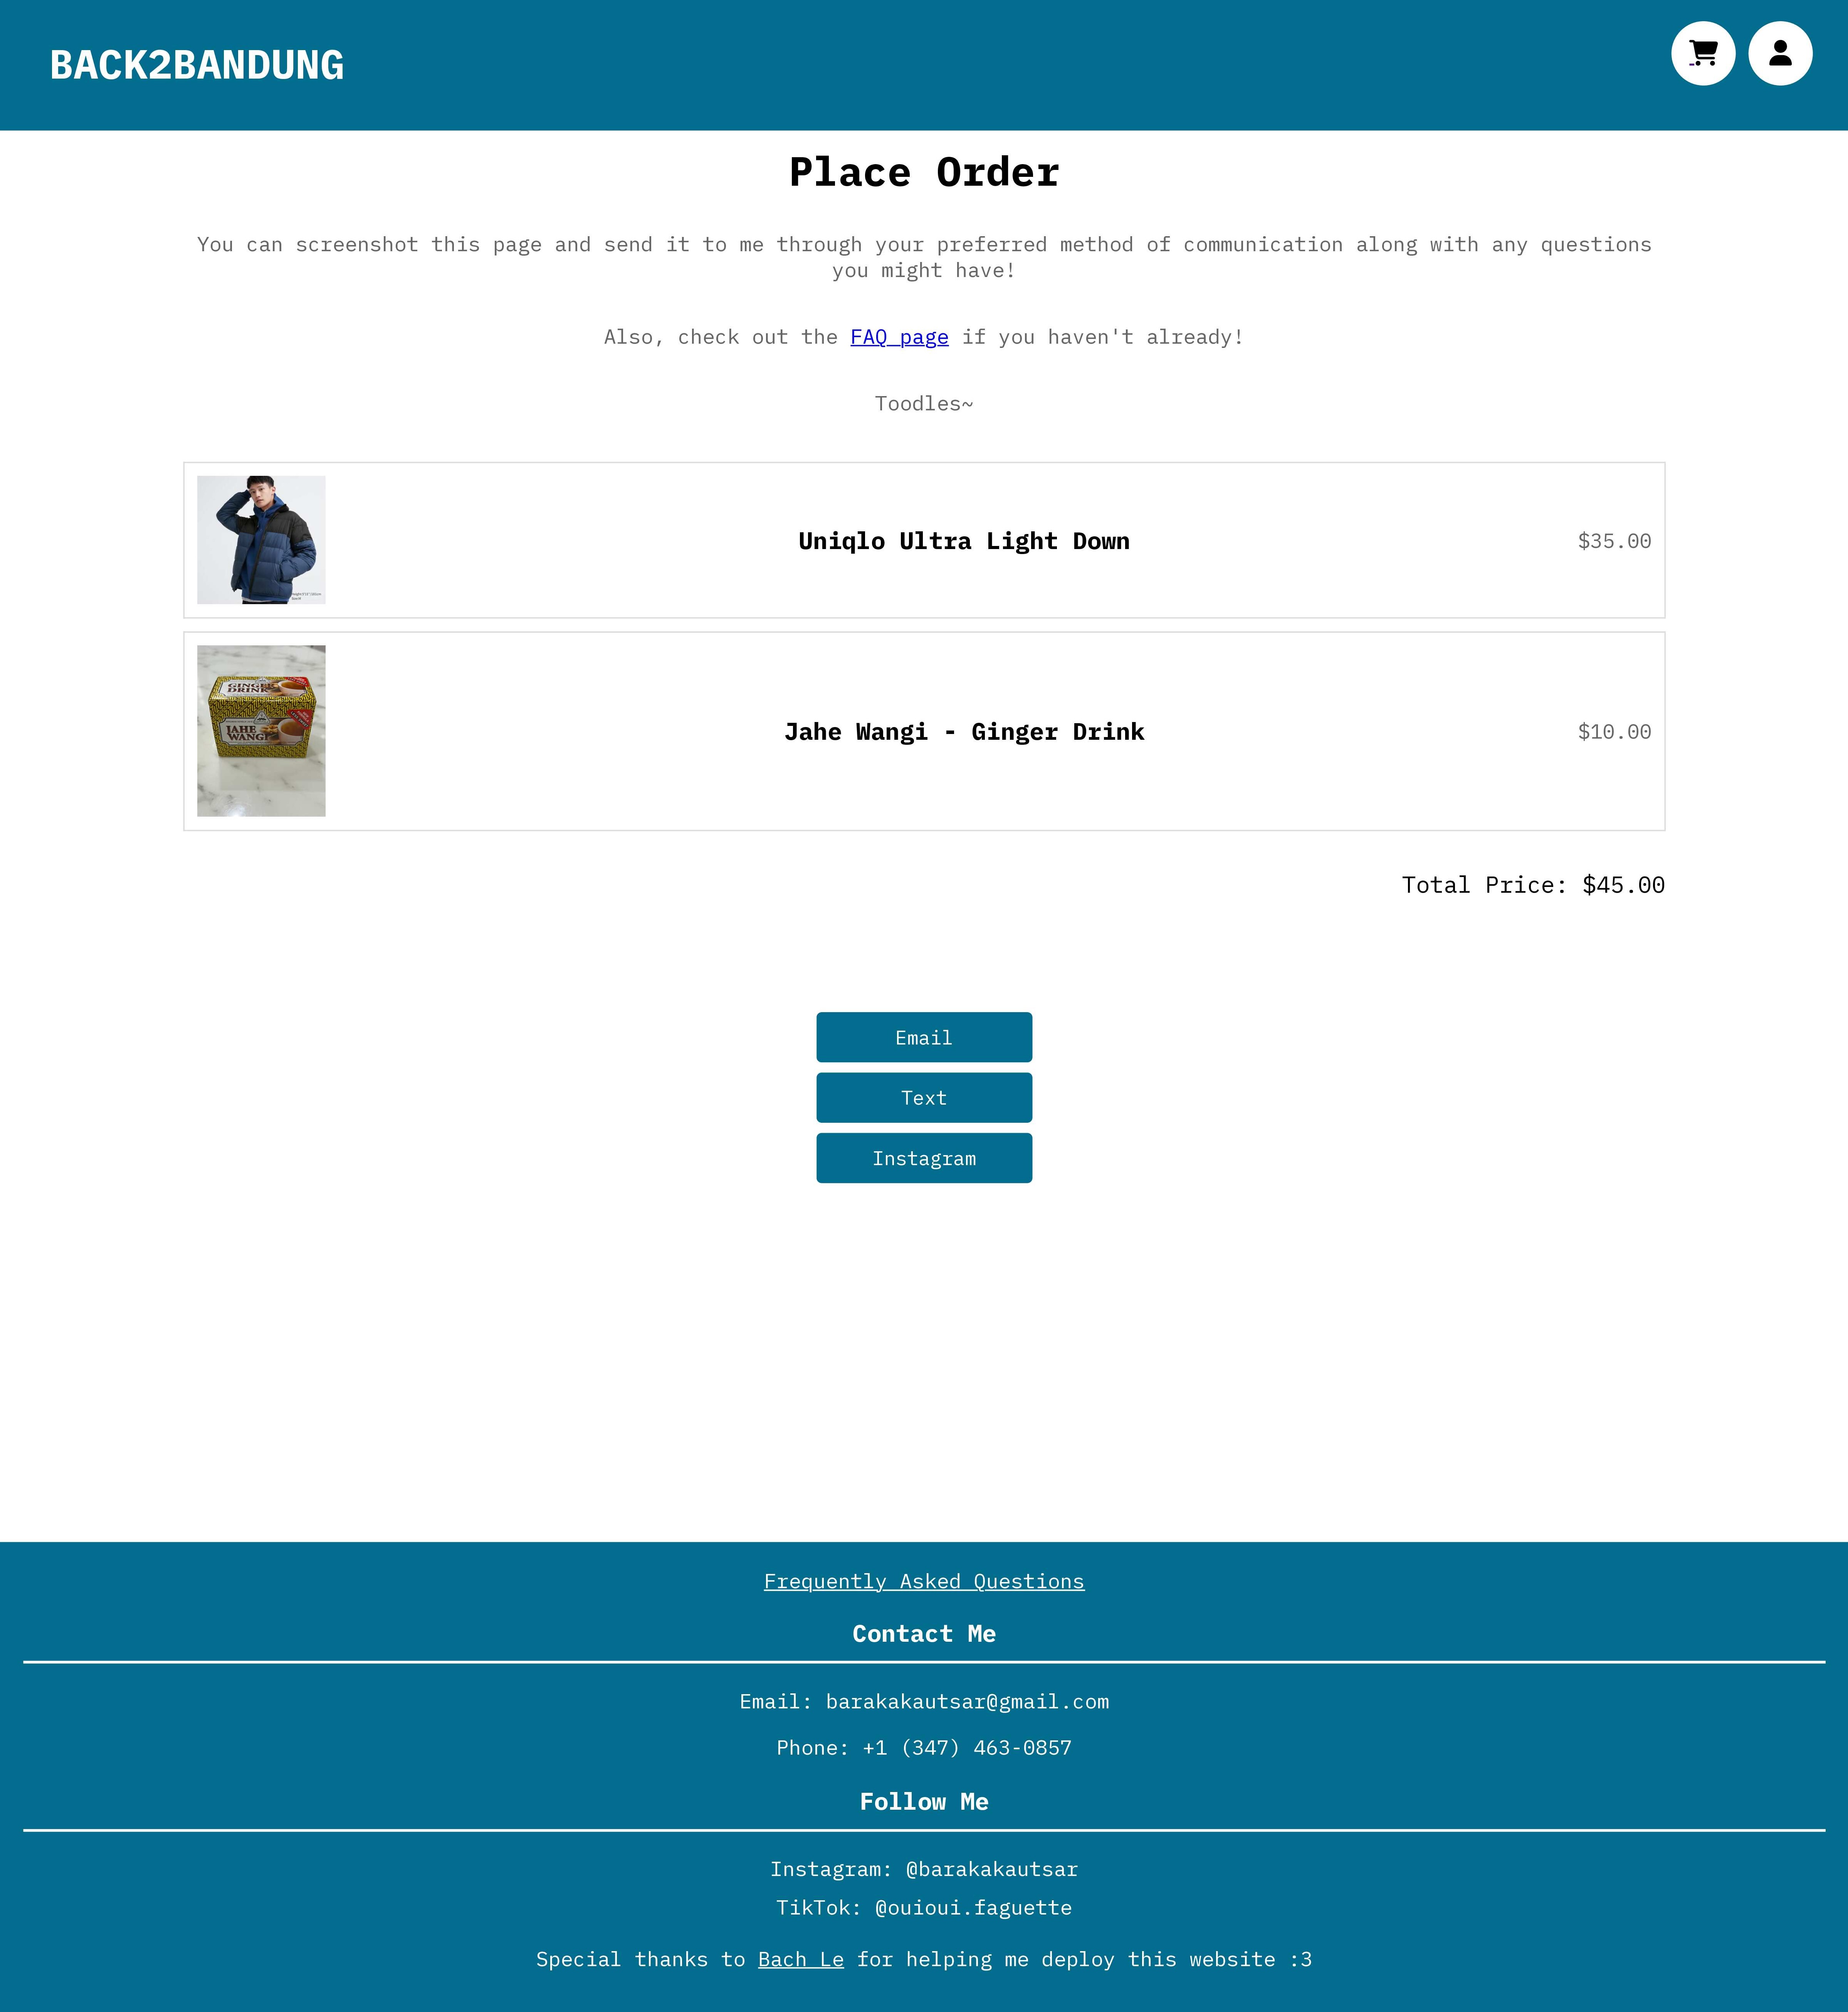 BACK2BANDUNG
Place Order
You can screenshot this page and send it to me through your preferred method of communication along with any questions
you might have!
Also, check out the FAQ page if you haven't already!
Toodles~
Uniqlo Ultra Light Down
$35.00
GINGER
DRINK
JAHE
WANGI
Jahe Wangi - Ginger Drink
$10.00
Total Price: $45.00
Email
Text
Instagram
Frequently Asked Questions
Contact Me
Email: barakakautsar@gmail.com
Phone: +1 (347) 463-0857
Follow Me
Instagram: @barakakautsar
TikTok: @ouioui.faguette
Special thanks to Bach Le for helping me deploy this website :3